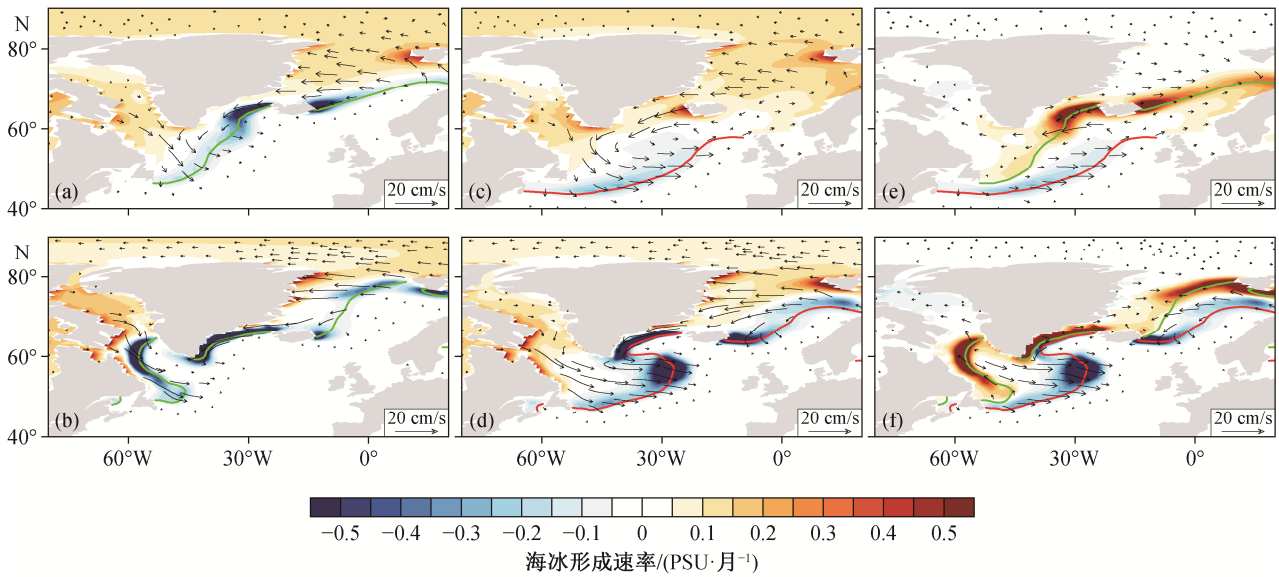 N
80°
60°
40°
(a)
20 cm/s
(c)
20 cm/s
(e)
20 cm/s
N
80°
60°
40°
(b)
20 cm/s
(d)
20 cm/s
(f)
20 cm/s
60°W 30°W 0° 60°W 30°W 0° 60°W 30°W 0°
−0.5 −0.4 −0.3 −0.2 −0.1 0 0.1 0.2 0.3 0.4 0.5
海冰形成速率/(PSU·月⁻¹)